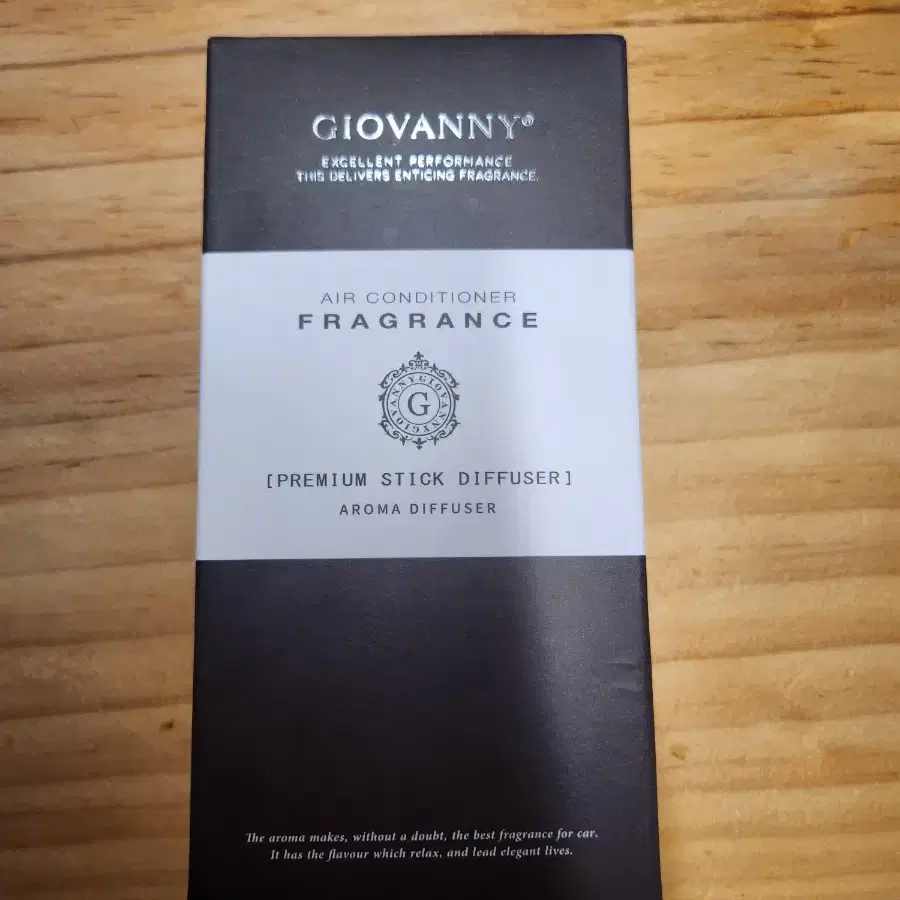 GIOVANNY®
EXCELLENT PERFORMANCE
THIS DELIVERS ENTICING FRAGRANCE.
AIR CONDITIONER
FRAGRANCE
GIOVANNYGIOVANNY
G
[PREMIUM STICK DIFFUSER]
AROMA DIFFUSER
The aroma makes, without a doubt, the best fragrance for car.
It has the flavour which relax, and lead elegant lives.